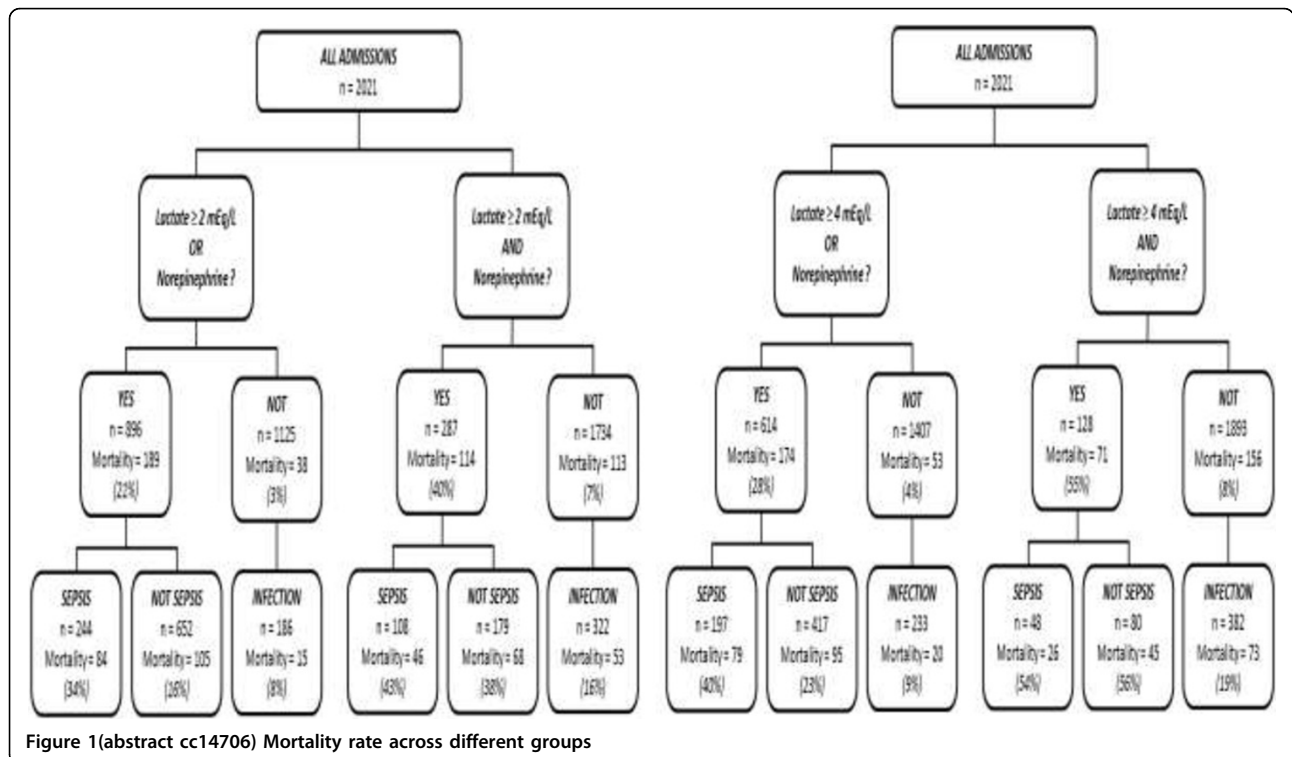 ALL ADMISSIONS
n = 2021
Lactate ≥ 2 mEq/L
OR
Norepinephrine ?
Lactate ≥ 2 mEq/L
AND
Norepinephrine ?
YES
n = 896
Mortality = 189
(21%)
NOT
n = 1125
Mortality = 38
(3%)
YES
n = 287
Mortality = 114
(40%)
NOT
n = 1734
Mortality = 113
(7%)
SEPSIS
n = 244
Mortality = 84
(34%)
NOT SEPSIS
n = 652
Mortality = 105
(16%)
INFECTION
n = 186
Mortality = 15
(8%)
SEPSIS
n = 108
Mortality = 46
(43%)
NOT SEPSIS
n = 179
Mortality = 68
(38%)
INFECTION
n = 322
Mortality = 53
(16%)
ALL ADMISSIONS
n = 2021
Lactate ≥ 4 mEq/L
OR
Norepinephrine ?
Lactate ≥ 4 mEq/L
AND
Norepinephrine ?
YES
n = 614
Mortality = 174
(28%)
NOT
n = 1407
Mortality = 53
(4%)
YES
n = 128
Mortality = 71
(55%)
NOT
n = 1893
Mortality = 156
(8%)
SEPSIS
n = 197
Mortality = 79
(40%)
NOT SEPSIS
n = 417
Mortality = 95
(23%)
INFECTION
n = 233
Mortality = 20
(9%)
SEPSIS
n = 48
Mortality = 26
(54%)
NOT SEPSIS
n = 80
Mortality = 45
(56%)
INFECTION
n = 382
Mortality = 73
(19%)
Figure 1(abstract cc14706) Mortality rate across different groups